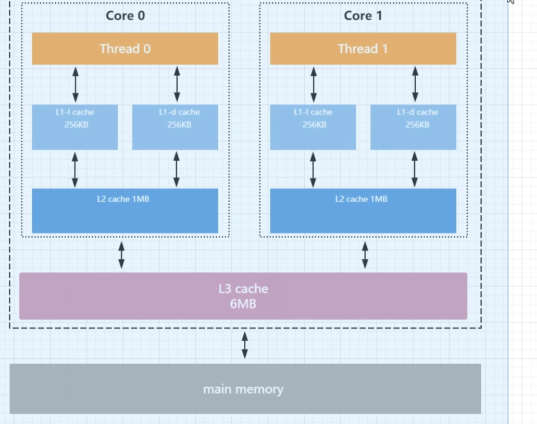 Core 0
Core 1
Thread 0
Thread 1
L1-I cache
256KB
L1-d cache
256KB
L1-I cache
256KB
L1-d cache
256KB
L2 cache 1MB
L2 cache 1MB
L3 cache
6MB
main memory